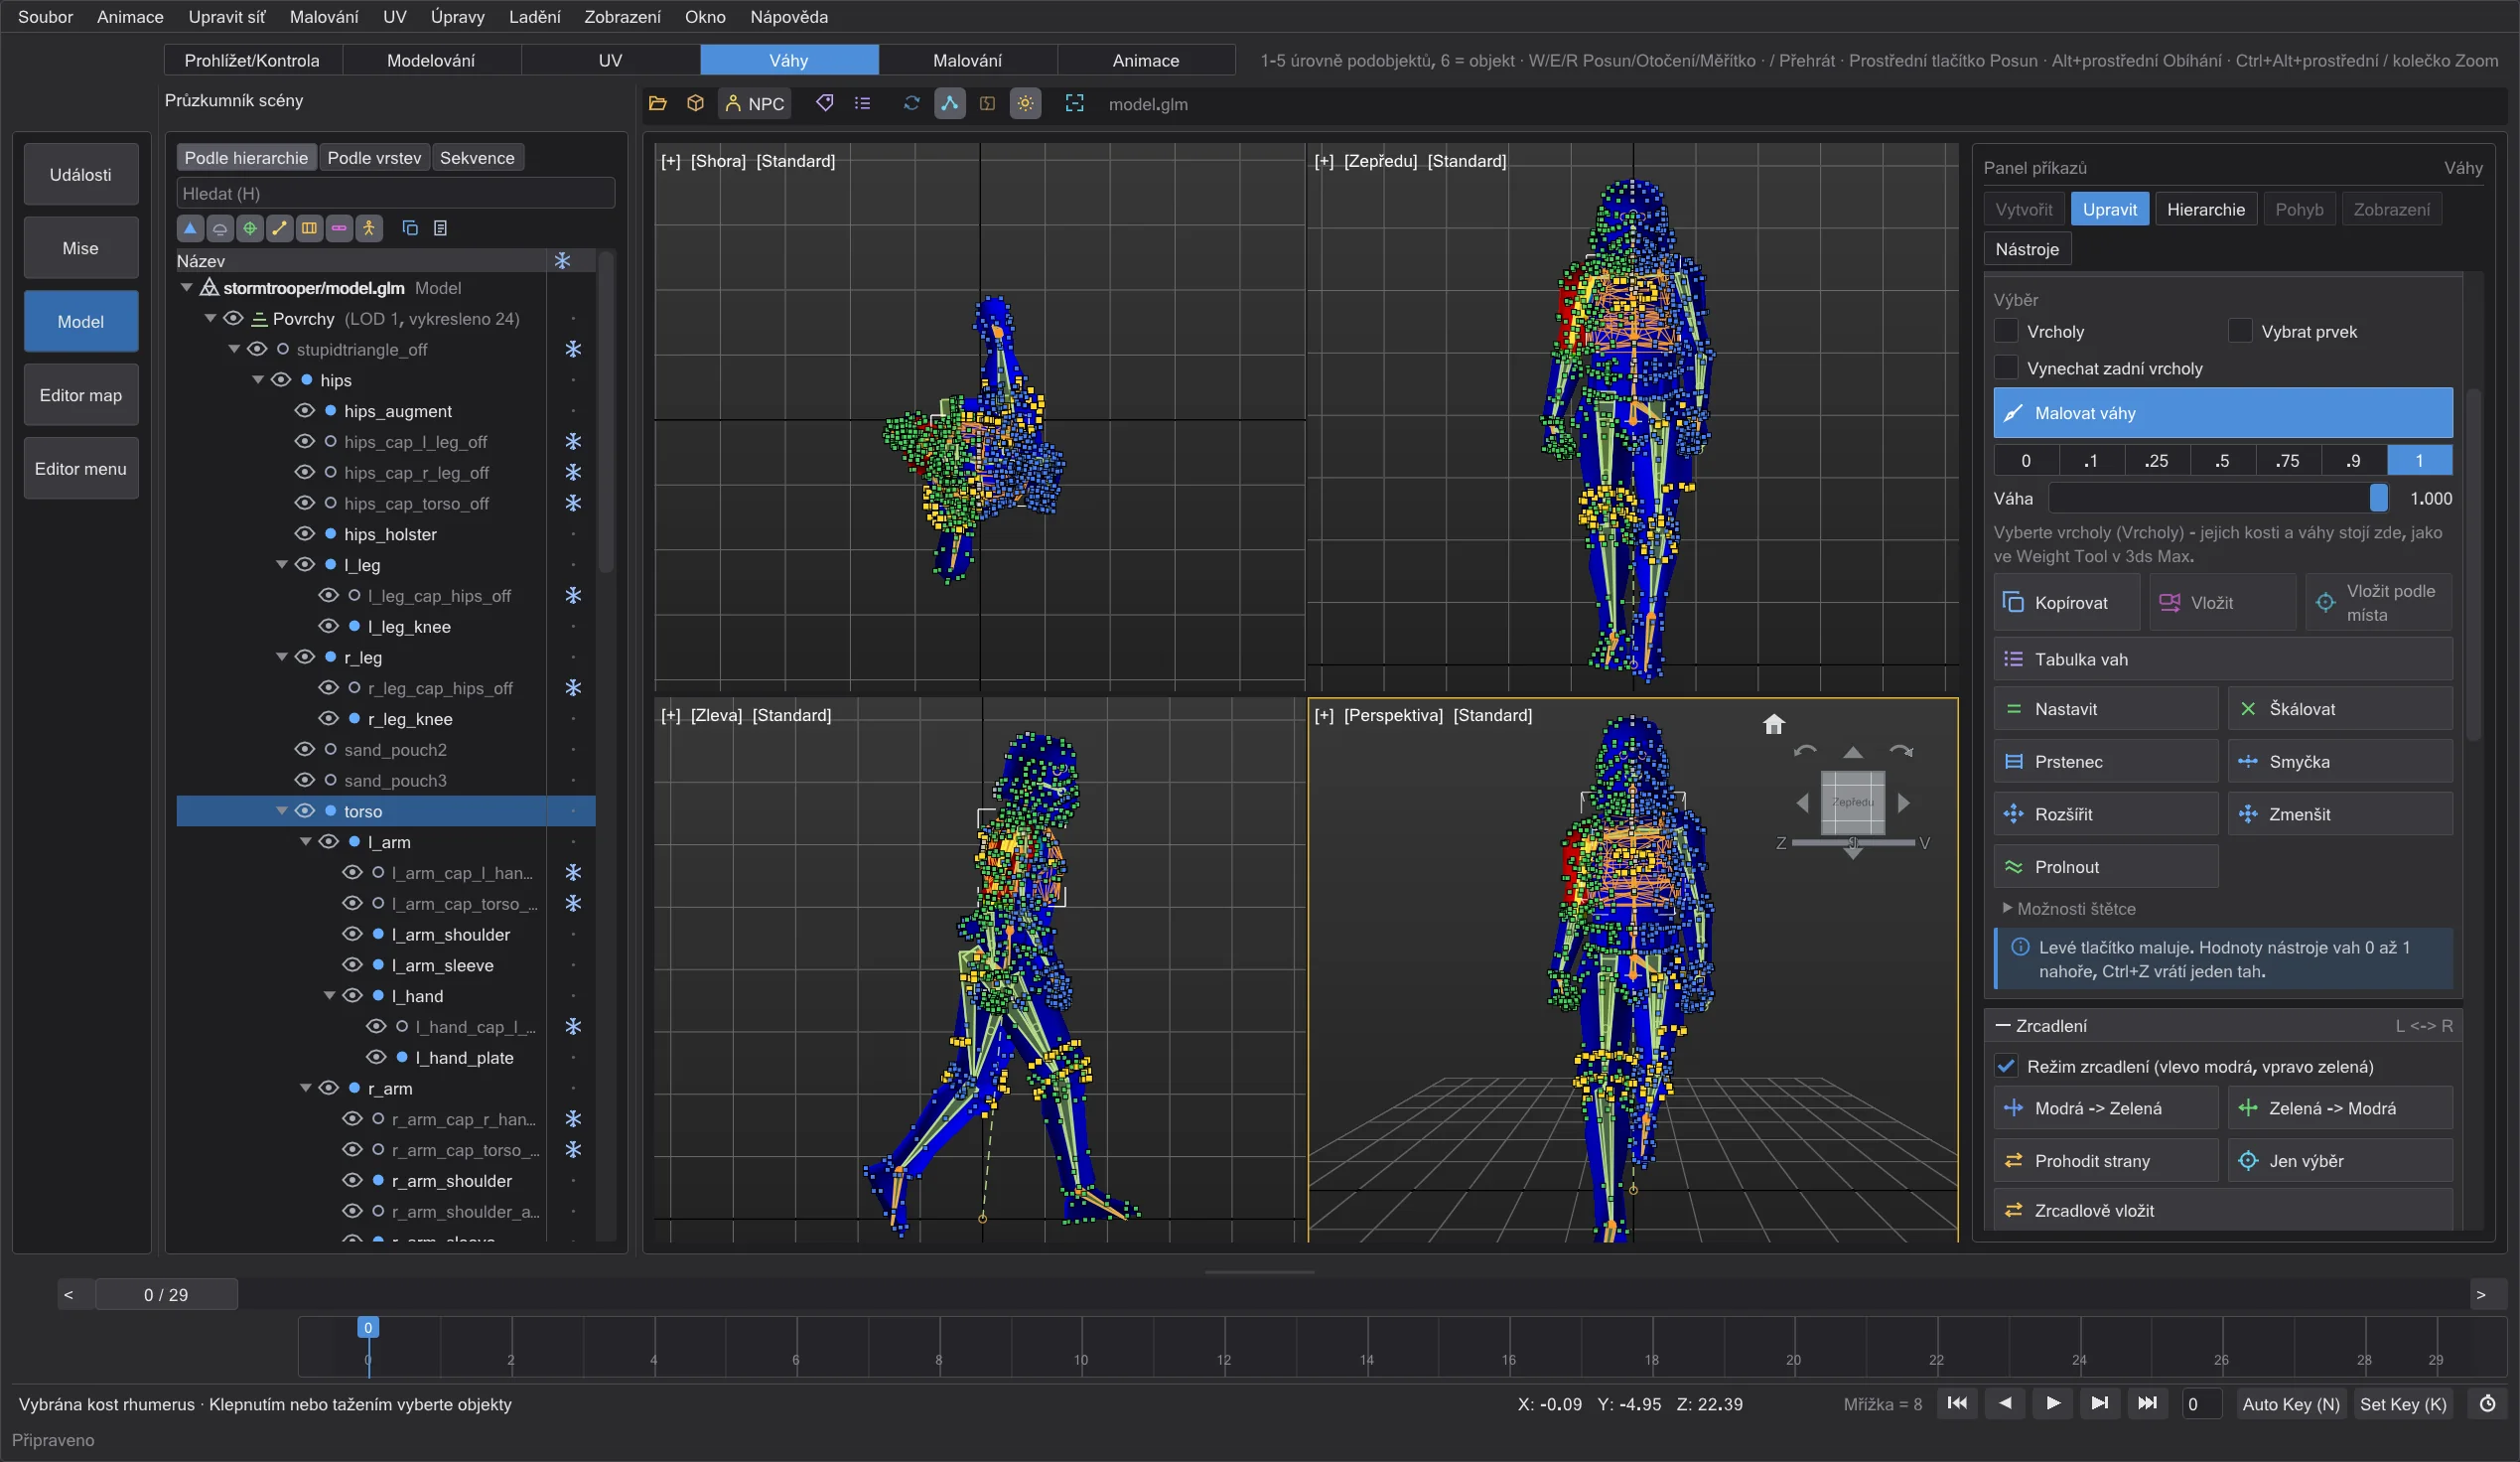 Soubor Animace Upravit síť Malování UV Úpravy Ladění Zobrazení Okno Nápověda
Prohlížet/Kontrola Modelování UV Váhy Malování Animace 1-5 úrovně podobjektů, 6 = objekt · W/E/R Posun/Otočení/Měřítko · / Přehrát · Prostřední tlačítko Posun · Alt+prostřední Obíhání · Ctrl+Alt+prostřední / kolečko Zoom
Průzkumník scény
NPC model.glm
Události
Mise
Model
Editor map
Editor menu
Podle hierarchie Podle vrstev Sekvence
Hledat (H)
Název
stormtrooper/model.glm Model
Povrchy (LOD 1, vykresleno 24)
stupidtriangle_off
hips
hips_augment
hips_cap_l_leg_off
hips_cap_r_leg_off
hips_cap_torso_off
hips_holster
l_leg
l_leg_cap_hips_off
l_leg_knee
r_leg
r_leg_cap_hips_off
r_leg_knee
sand_pouch2
sand_pouch3
torso
l_arm
l_arm_cap_l_han...
l_arm_cap_torso_...
l_arm_shoulder
l_arm_sleeve
l_hand
l_hand_cap_l_...
l_hand_plate
r_arm
r_arm_cap_r_han...
r_arm_cap_torso_...
r_arm_shoulder
r_arm_shoulder_a...
r_arm_sleeve
[+] [Shora] [Standard]
[+] [Zepředu] [Standard]
[+] [Zleva] [Standard]
[+] [Perspektiva] [Standard]
Zepředu
Z S V
Panel příkazů Váhy
Vytvořit Upravit Hierarchie Pohyb Zobrazení
Nástroje
Výběr
Vrcholy Vybrat prvek
Vynechat zadní vrcholy
Malovat váhy
0 .1 .25 .5 .75 .9 1
Váha 1.000
Vyberte vrcholy (Vrcholy) - jejich kosti a váhy stojí zde, jako
ve Weight Tool v 3ds Max.
Kopírovat Vložit Vložit podle
místa
Tabulka vah
Nastavit Škálovat
Prstenec Smyčka
Rozšířit Zmenšit
Prolnout
Možnosti štětce
Levé tlačítko maluje. Hodnoty nástroje vah 0 až 1
nahoře, Ctrl+Z vrátí jeden tah.
Zrcadlení L <-> R
Režim zrcadlení (vlevo modrá, vpravo zelená)
Modrá -> Zelená Zelená -> Modrá
Prohodit strany Jen výběr
Zrcadlově vložit
< 0 / 29 >
0
0 2 4 6 8 10 12 14 16 18 20 22 24 26 28 29
Vybrána kost rhumerus · Klepnutím nebo tažením vyberte objekty X: -0.09 Y: -4.95 Z: 22.39 Mřížka = 8 0 Auto Key (N) Set Key (K)
Připraveno